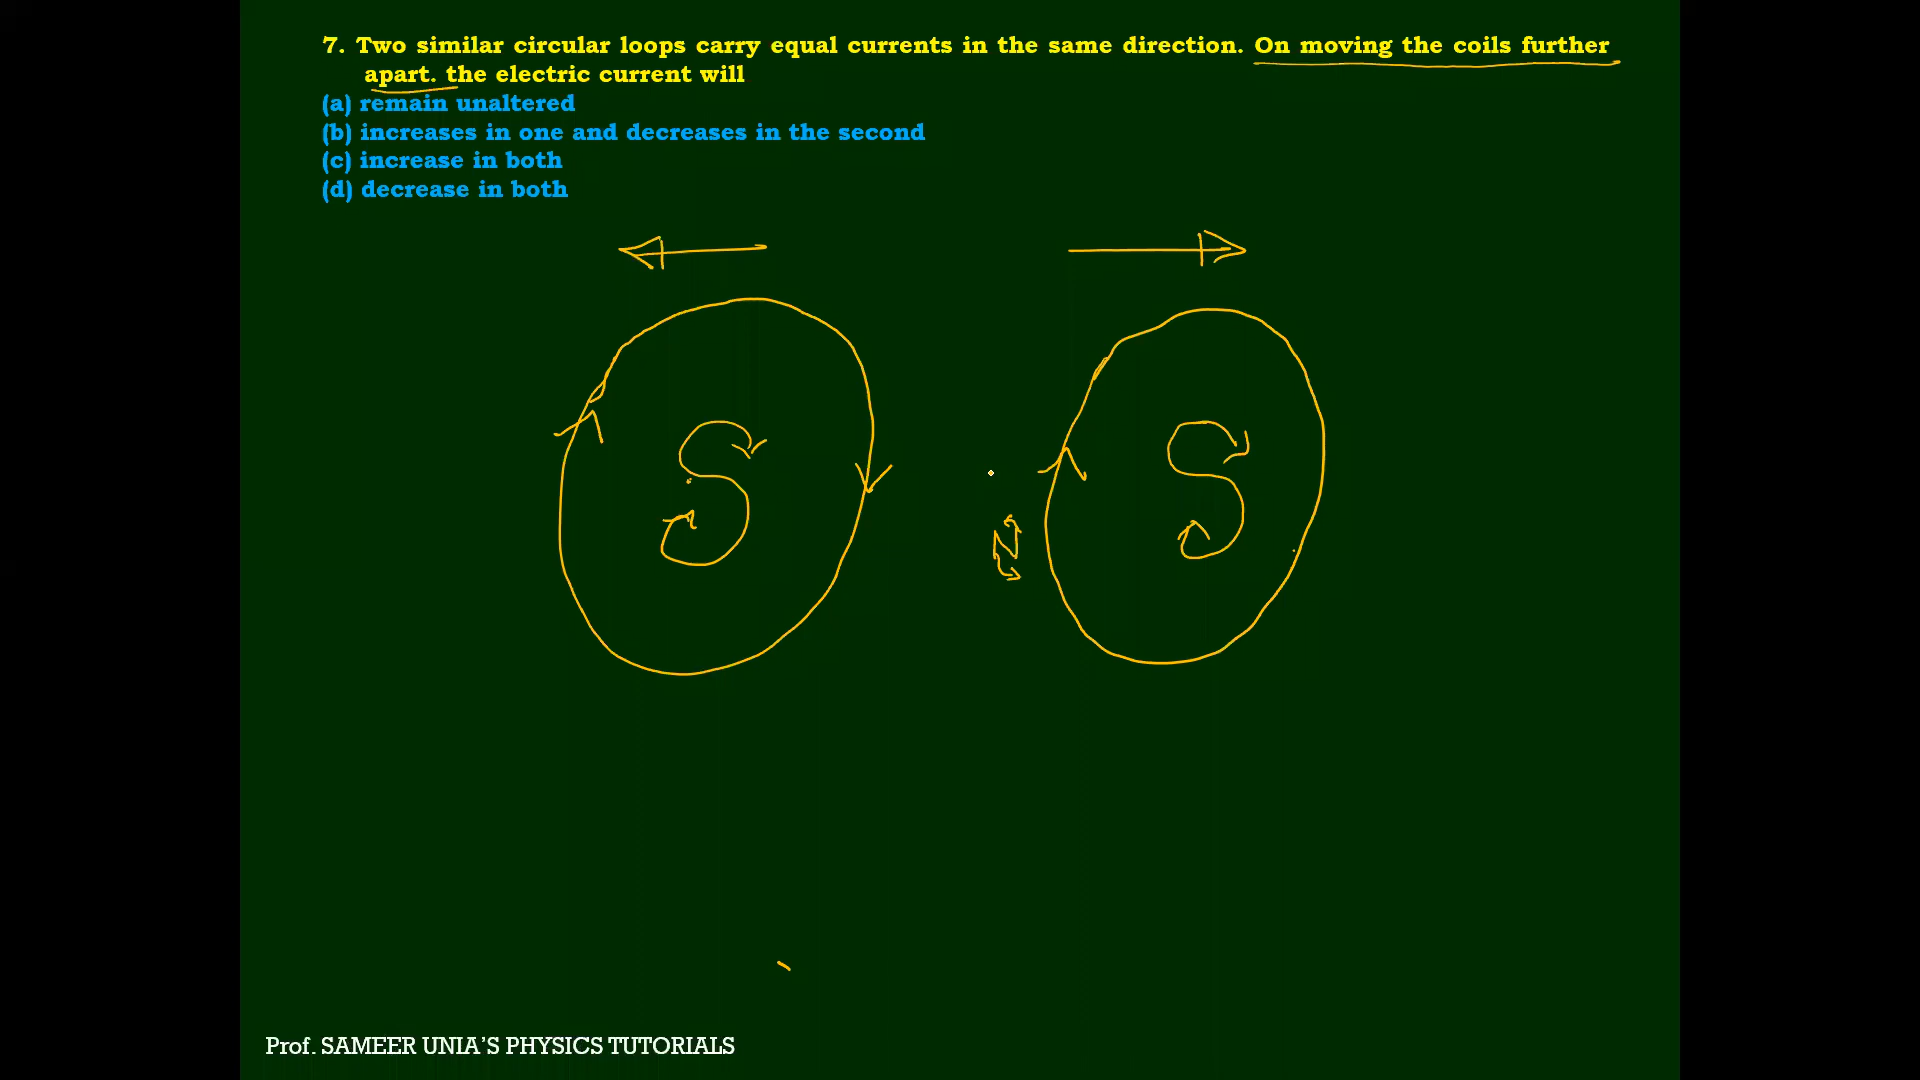 7. Two similar circular loops carry equal currents in the same direction. On moving the coils further
apart. the electric current will
(a) remain unaltered
(b) increases in one and decreases in the second
(c) increase in both
(d) decrease in both
S S
N
Prof. SAMEER UNIA'S PHYSICS TUTORIALS